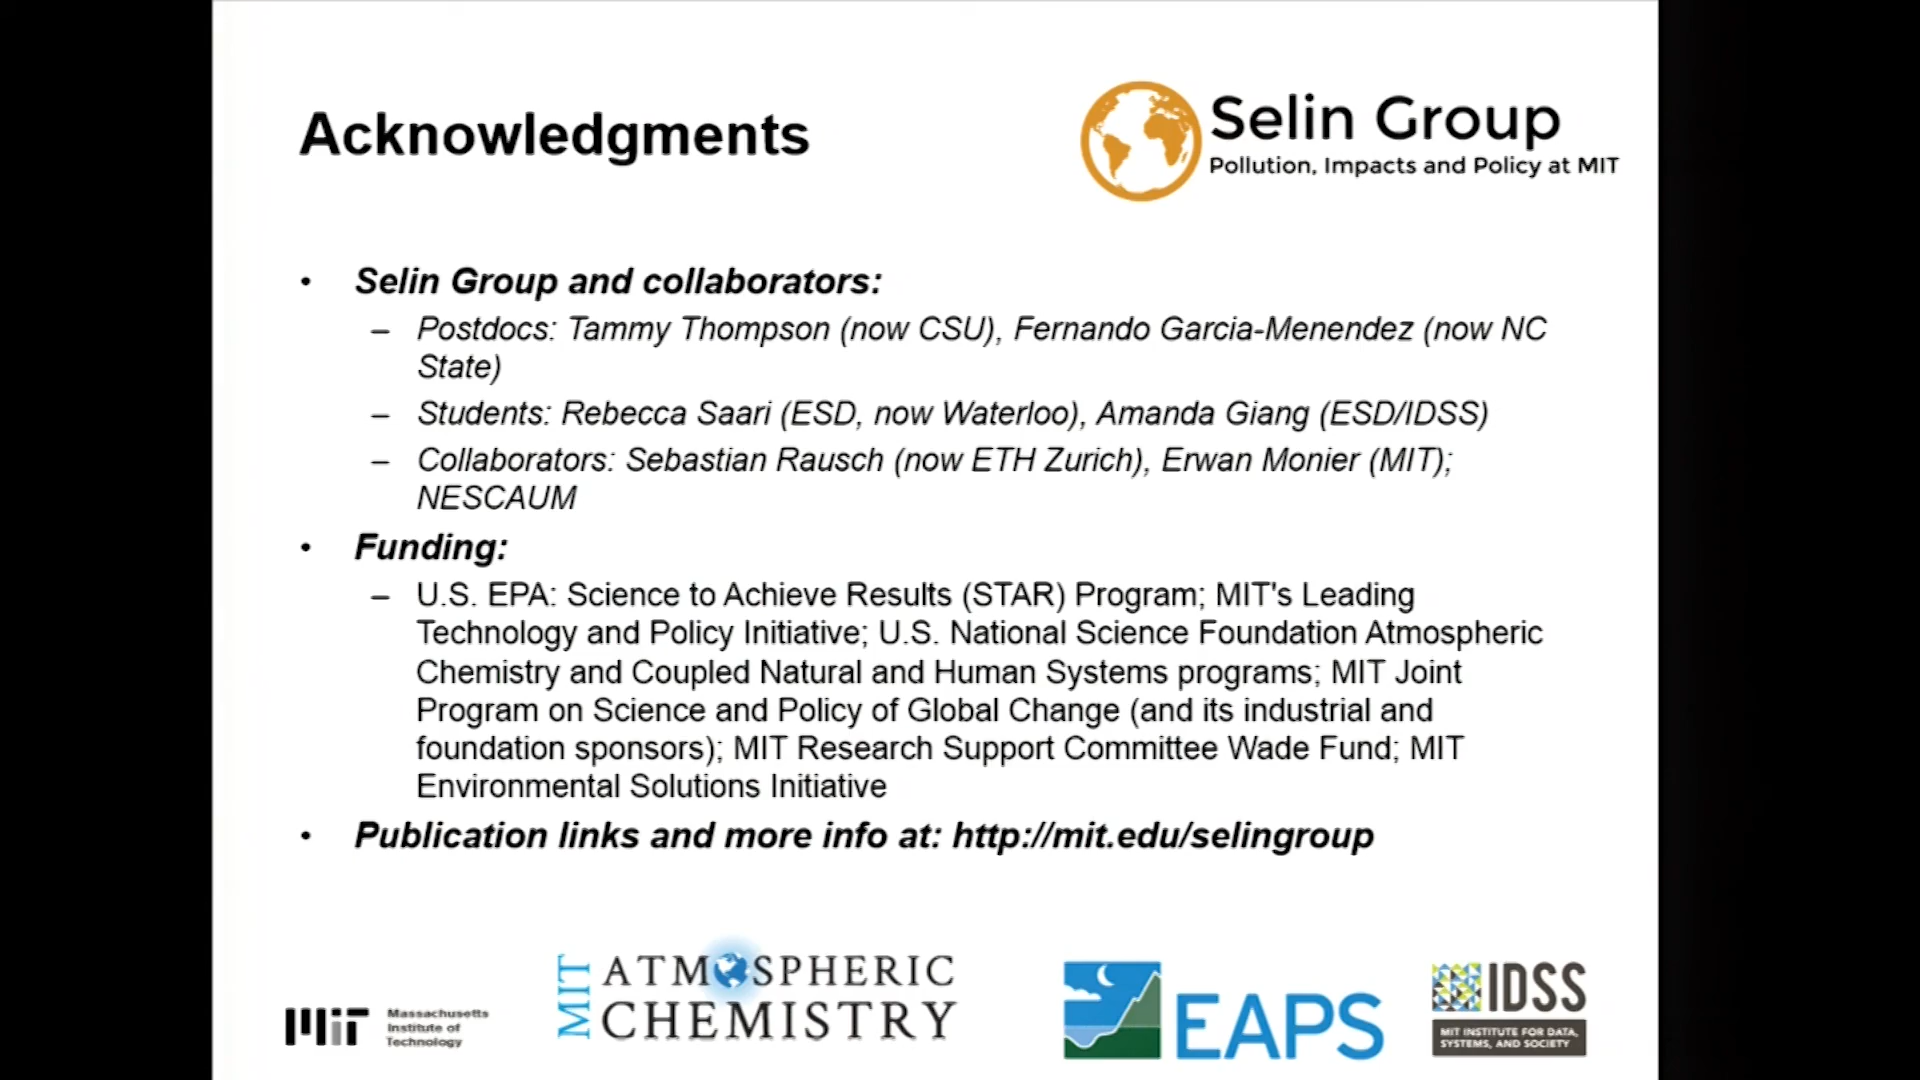 Acknowledgments
Selin Group
Pollution, Impacts and Policy at MIT
• Selin Group and collaborators:
– Postdocs: Tammy Thompson (now CSU), Fernando Garcia-Menendez (now NC
State)
– Students: Rebecca Saari (ESD, now Waterloo), Amanda Giang (ESD/IDSS)
– Collaborators: Sebastian Rausch (now ETH Zurich), Erwan Monier (MIT);
NESCAUM
• Funding:
– U.S. EPA: Science to Achieve Results (STAR) Program; MIT's Leading
Technology and Policy Initiative; U.S. National Science Foundation Atmospheric
Chemistry and Coupled Natural and Human Systems programs; MIT Joint
Program on Science and Policy of Global Change (and its industrial and
foundation sponsors); MIT Research Support Committee Wade Fund; MIT
Environmental Solutions Initiative
• Publication links and more info at: http://mit.edu/selingroup
MIT
Massachusetts
Institute of
Technology
MIT
ATMOSPHERIC
CHEMISTRY
EAPS
IDSS
MIT INSTITUTE FOR DATA,
SYSTEMS, AND SOCIETY